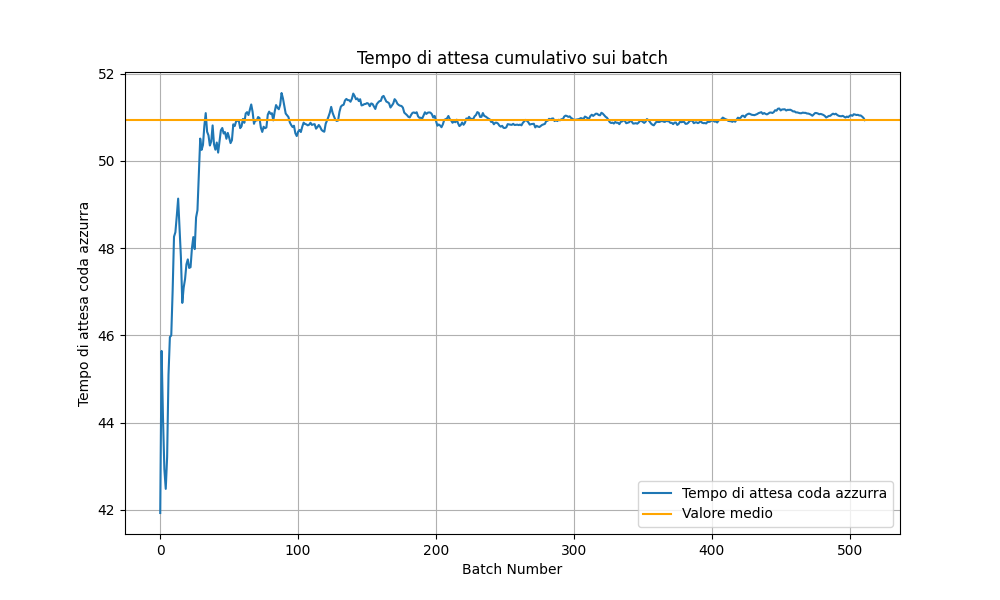 Tempo di attesa cumulativo sui batch
Tempo di attesa coda azzurra
52
50
48
46
44
42
0 100 200 300 400 500
Batch Number
Tempo di attesa coda azzurra
Valore medio